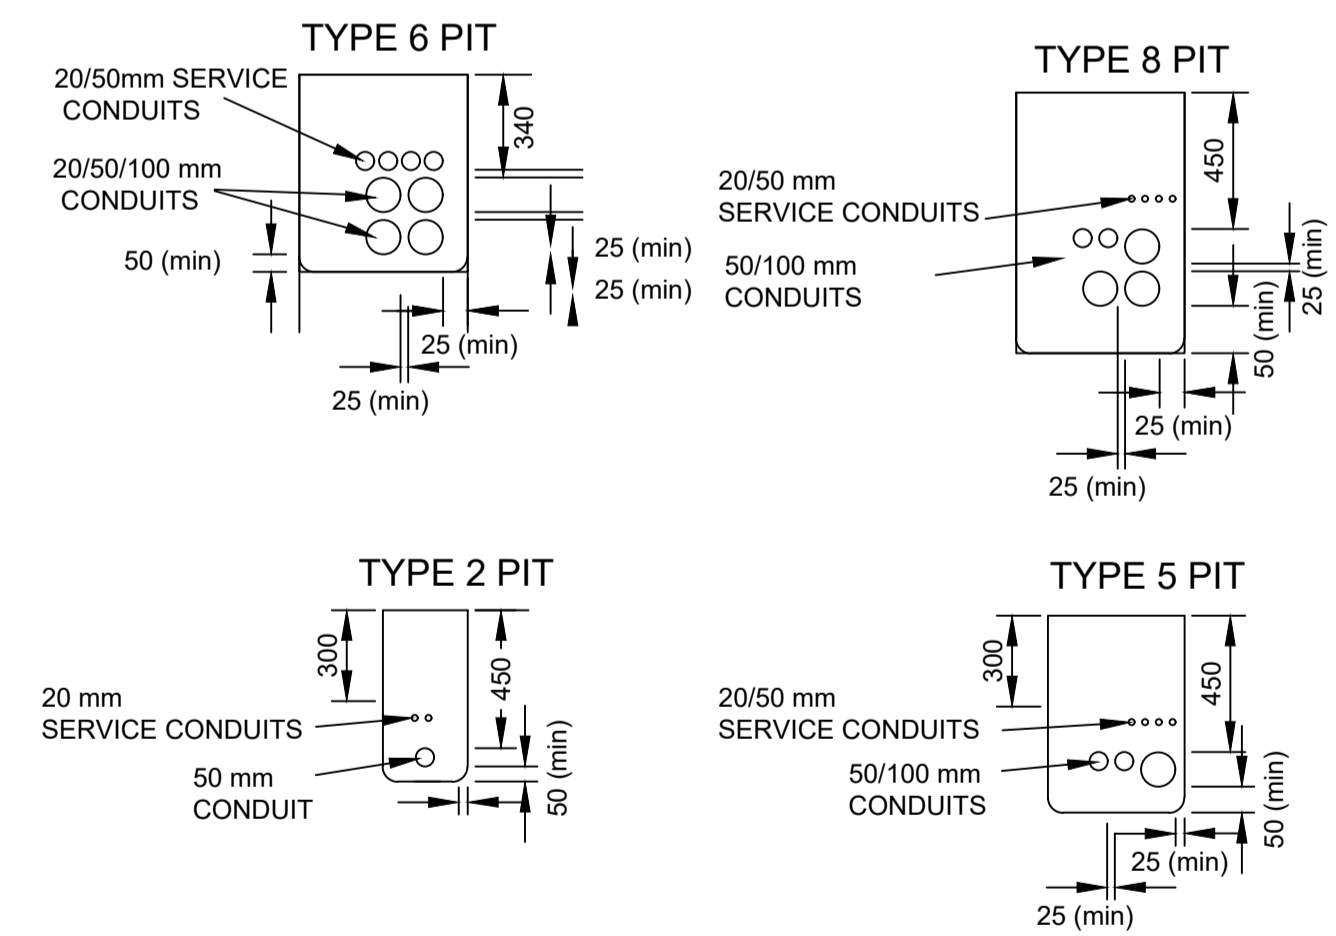 TYPE 6 PIT
20/50mm SERVICE
CONDUITS
340
20/50/100 mm
CONDUITS
50 (min)
25 (min)
25 (min)
25 (min)
25 (min)
TYPE 8 PIT
450
20/50 mm
SERVICE CONDUITS
50/100 mm
CONDUITS
25 (min)
50 (min)
25 (min)
25 (min)
TYPE 2 PIT
300
450
20 mm
SERVICE CONDUITS
50 mm
CONDUIT
50 (min)
TYPE 5 PIT
300
450
20/50 mm
SERVICE CONDUITS
50/100 mm
CONDUITS
50 (min)
25 (min)
25 (min)